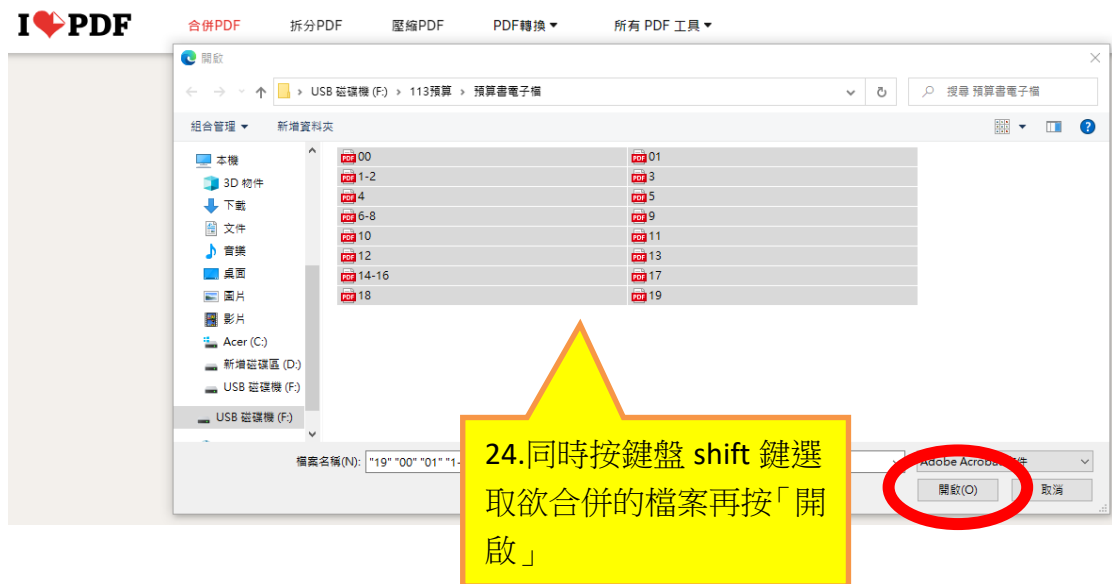 I PDF 合併PDF 拆分PDF 壓縮PDF PDF轉換 所有 PDF 工具
開啟
USB 磁碟機 (F:) › 113預算 › 預算書電子檔
搜尋 預算書電子檔
組合管理 新增資料夾
本機
3D 物件
下載
文件
音樂
桌面
圖片
影片
Acer (C:)
新增磁碟區 (D:)
USB 磁碟機 (F:)
USB 磁碟機 (F:)
00 01
1-2 3
4 5
6-8 9
10 11
12 13
14-16 17
18 19
檔案名稱(N): "19" "00" "01" "1-
Adobe Acroba
開啟(O) 取消
24.同時按鍵盤 shift 鍵選
取欲合併的檔案再按「開
啟」